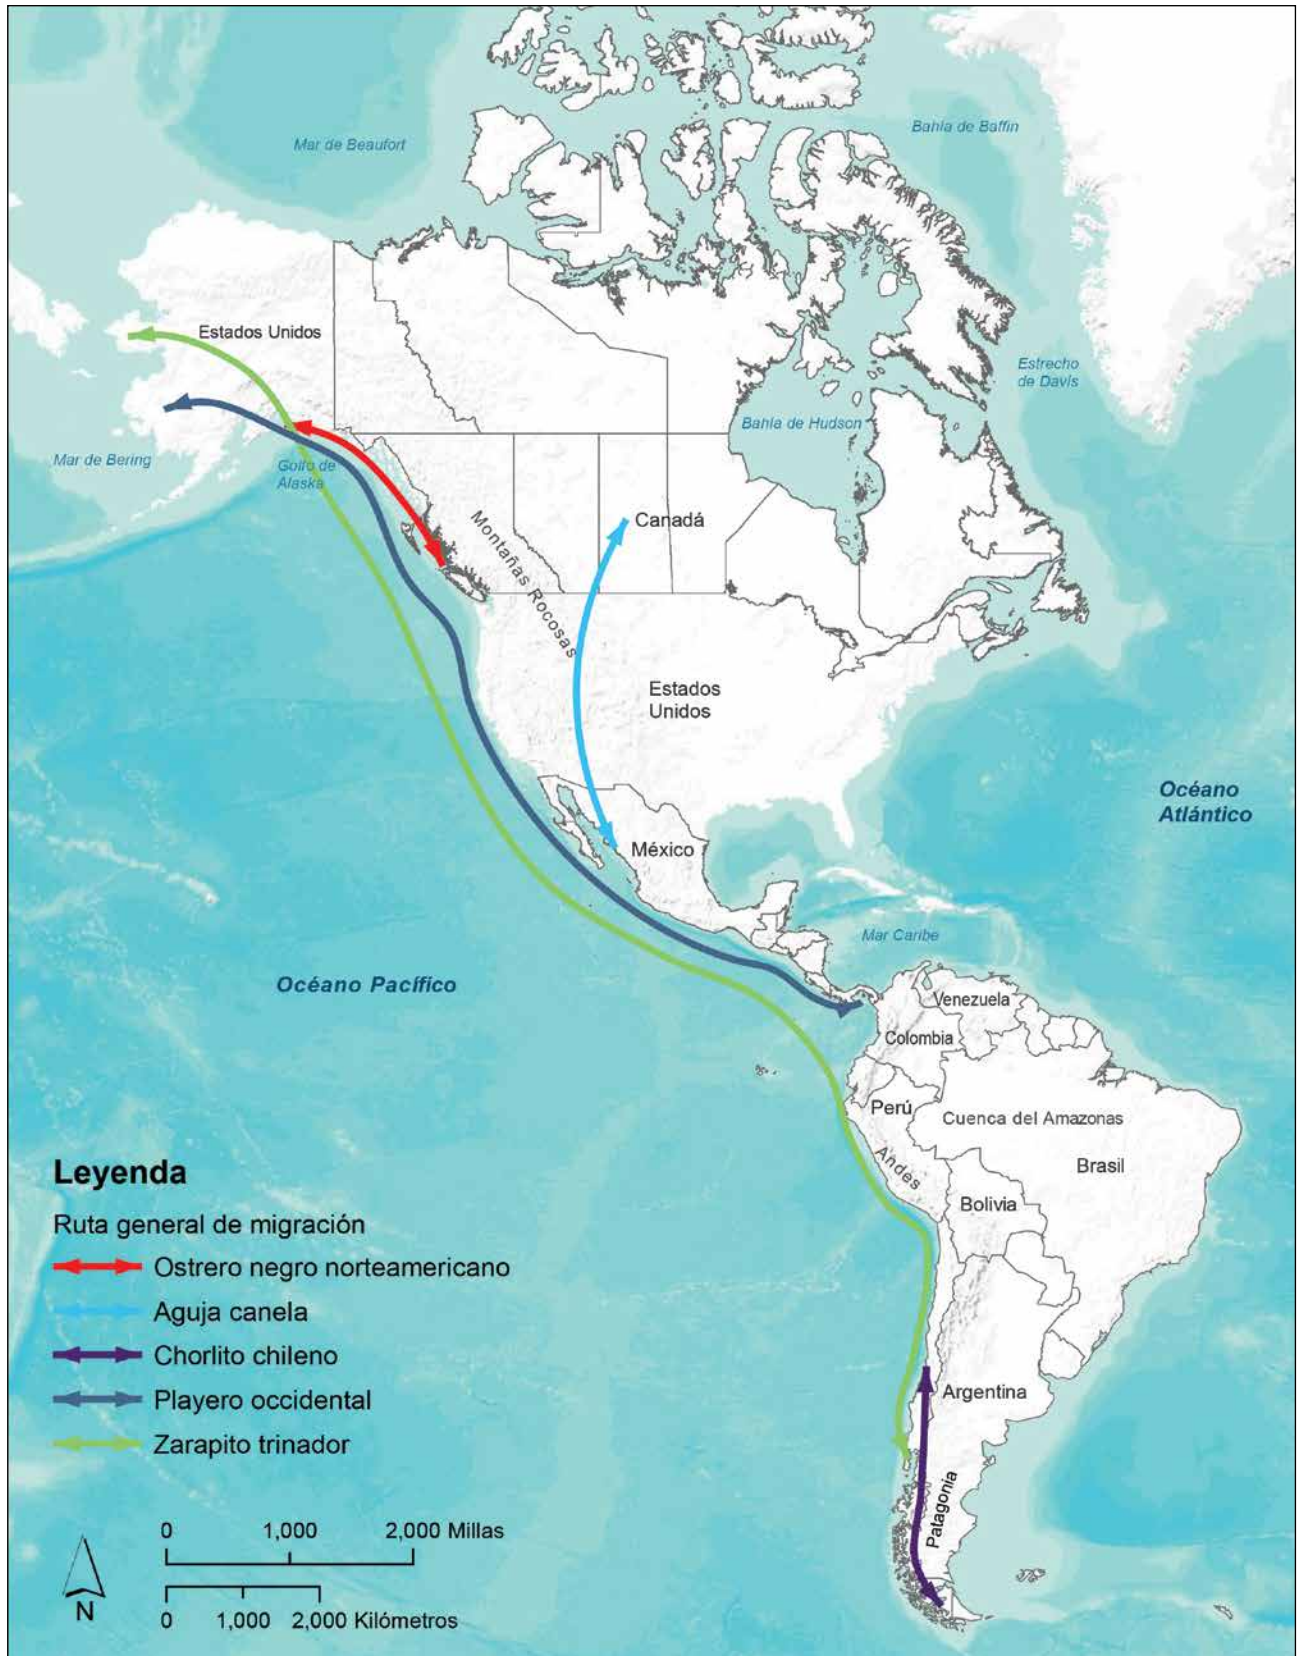 Mar de Beaufort
Bahía de Baffin
Estados Unidos
Estrecho
de Davis
Bahía de Hudson
Mar de Bering
Golfo de
Alaska
Canadá
Montañas Rocosas
Estados
Unidos
Océano
Atlántico
México
Mar Caribe
Océano Pacífico
Venezuela
Colombia
Perú
Cuenca del Amazonas
Andes
Brasil
Bolivia
Argentina
Patagonia
Leyenda
Ruta general de migración
Ostrero negro norteamericano
Aguja canela
Chorlito chileno
Playero occidental
Zarapito trinador
0 1,000 2,000 Millas
N
0 1,000 2,000 Kilómetros